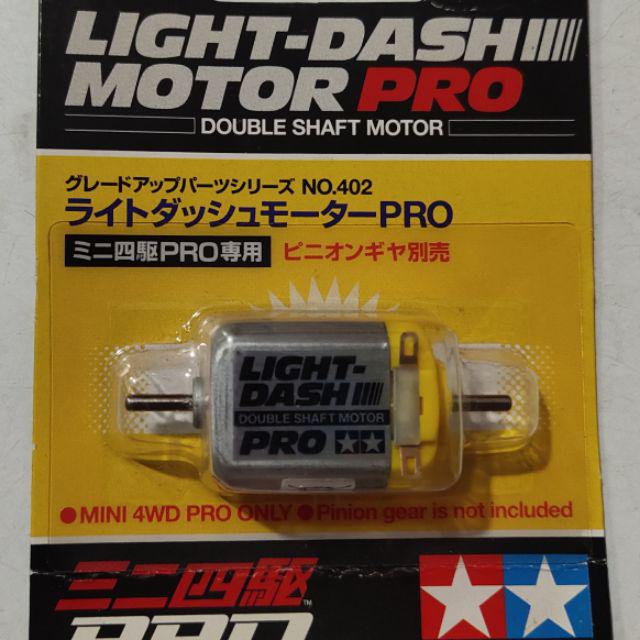 LIGHT-DASH
MOTOR PRO
DOUBLE SHAFT MOTOR
グレードアップパーツシリーズ NO.402
ライトダッシュモーターPRO
ミニ四駆PRO専用 ピニオンギヤ別売
LIGHT-
DASH
DOUBLE SHAFT MOTOR
PRO
●MINI 4WD PRO ONLY ●Pinion gear is not included
ミニ四駆™
PRO